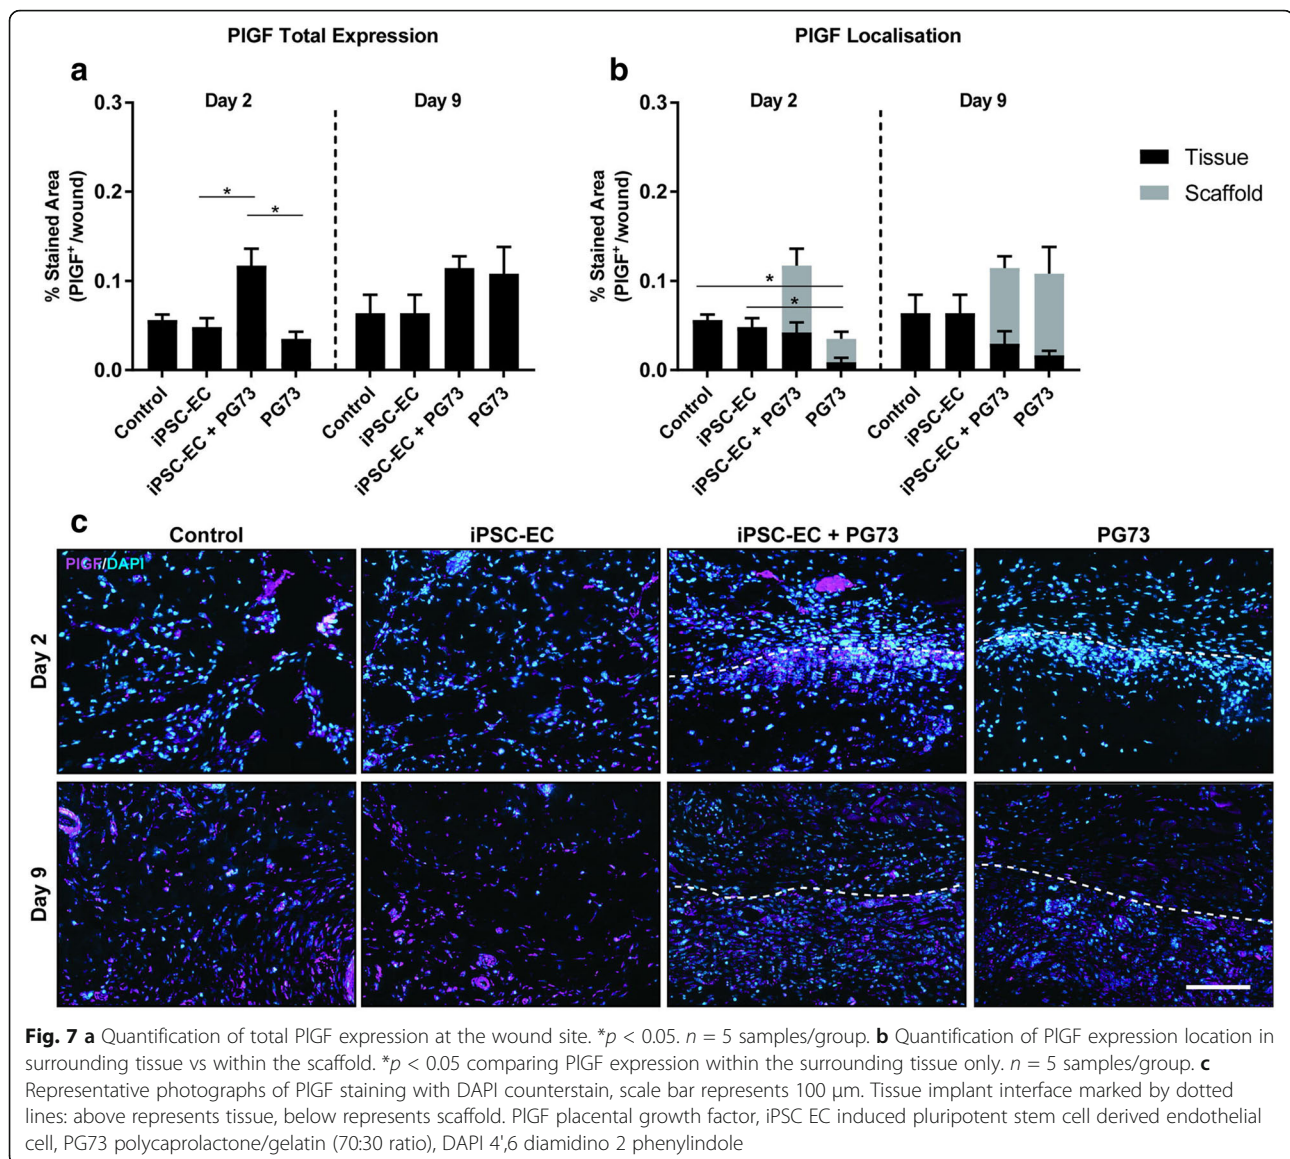 PlGF Total Expression
PlGF Localisation
a
b
Day 2
Day 9
Day 2
Day 9
% Stained Area
(PlGF+/wound)
0.3
0.2
0.1
0.0
*
*
Control
iPSC-EC
iPSC-EC + PG73
PG73
Control
iPSC-EC
iPSC-EC + PG73
PG73
% Stained Area
(PlGF+/wound)
0.3
0.2
0.1
0.0
*
*
Control
iPSC-EC
iPSC-EC + PG73
PG73
Control
iPSC-EC
iPSC-EC + PG73
PG73
Tissue
Scaffold
c
Control
iPSC-EC
iPSC-EC + PG73
PG73
PlGF/DAPI
Day 2
Day 9
Fig. 7 a Quantification of total PlGF expression at the wound site. *p < 0.05. n = 5 samples/group. b Quantification of PlGF expression location in
surrounding tissue vs within the scaffold. *p < 0.05 comparing PlGF expression within the surrounding tissue only. n = 5 samples/group. c
Representative photographs of PlGF staining with DAPI counterstain, scale bar represents 100 μm. Tissue implant interface marked by dotted
lines: above represents tissue, below represents scaffold. PlGF placental growth factor, iPSC EC induced pluripotent stem cell derived endothelial
cell, PG73 polycaprolactone/gelatin (70:30 ratio), DAPI 4',6 diamidino 2 phenylindole